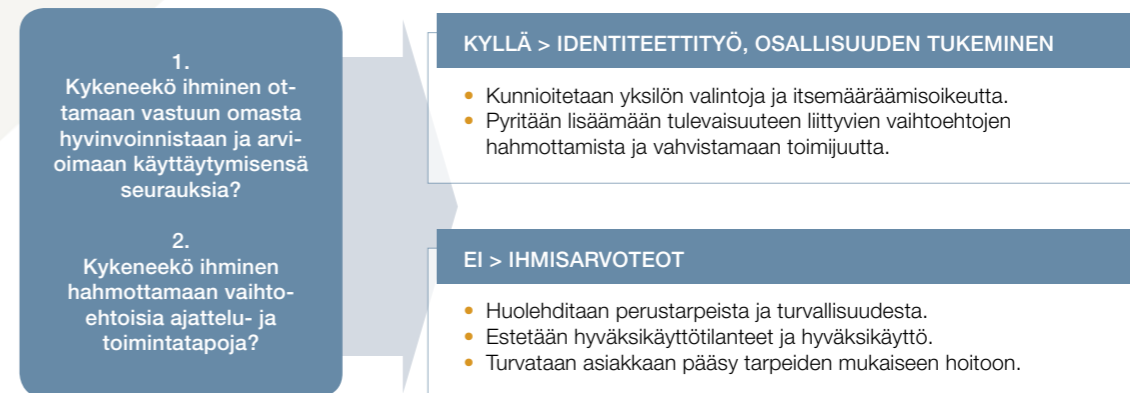 1.
Kykeneekö ihminen ot-
tamaan vastuun omasta
hyvinvoinnistaan ja arvi-
oimaan käyttäytymisensä
seurauksia?
2.
Kykeneekö ihminen
hahmottamaan vaihto-
ehtoisia ajattelu- ja
toimintatapoja?
KYLLÄ > IDENTITEETTITYÖ, OSALLISUUDEN TUKEMINEN
• Kunnioitetaan yksilön valintoja ja itsemääräämisoikeutta.
• Pyritään lisäämään tulevaisuuteen liittyvien vaihtoehtojen
hahmottamista ja vahvistamaan toimijuutta.
EI > IHMISARVOTEOT
• Huolehditaan perustarpeista ja turvallisuudesta.
• Estetään hyväksikäyttötilanteet ja hyväksikäyttö.
• Turvataan asiakkaan pääsy tarpeiden mukaiseen hoitoon.